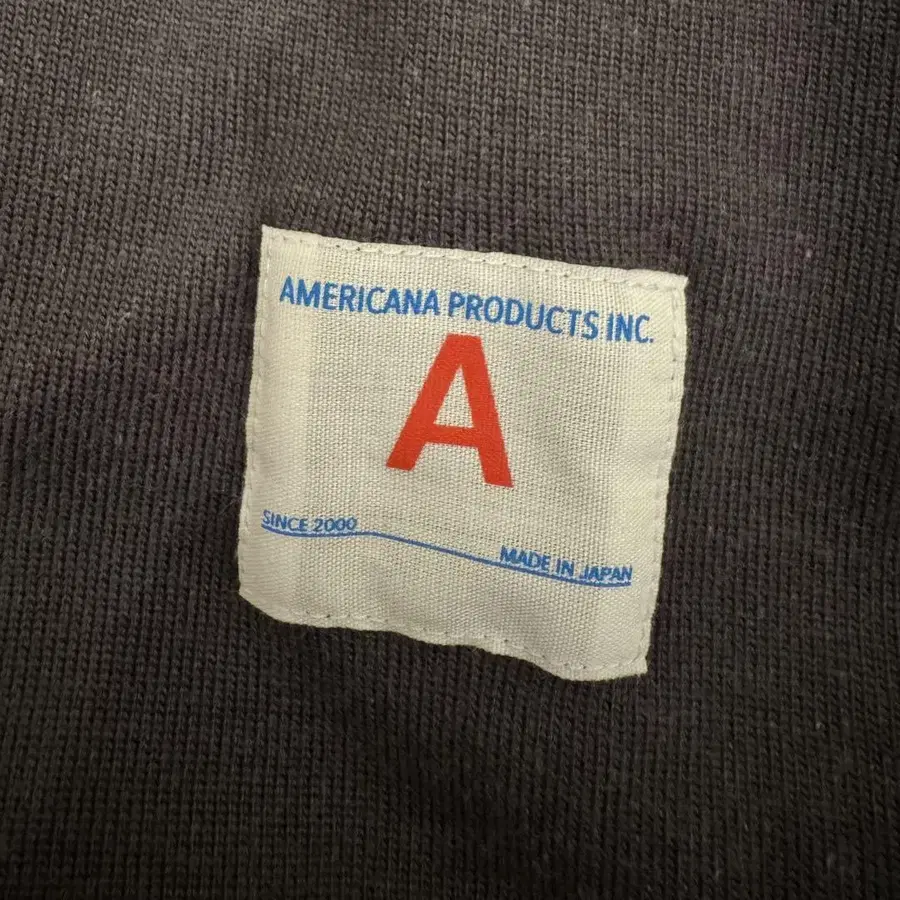 AMERICANA PRODUCTS INC.
A
SINCE 2000
MADE IN JAPAN